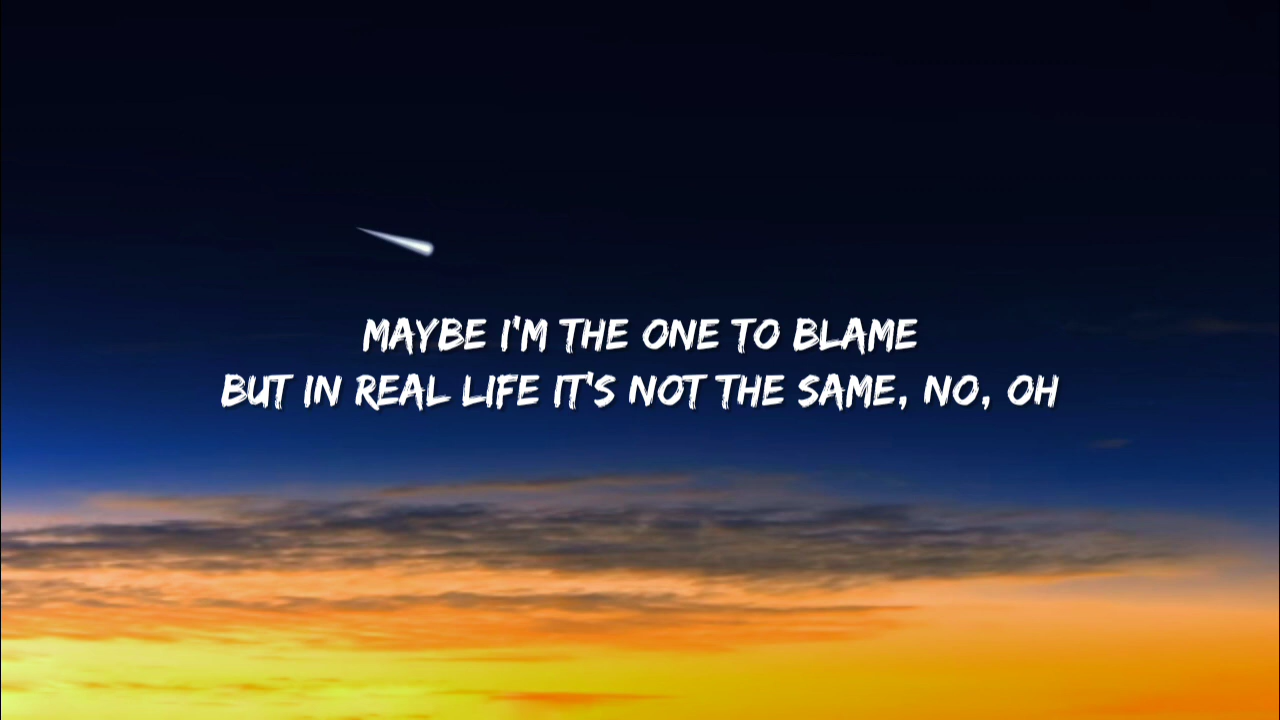 MAYBE I'M THE ONE TO BLAME
BUT IN REAL LIFE IT'S NOT THE SAME, NO, OH